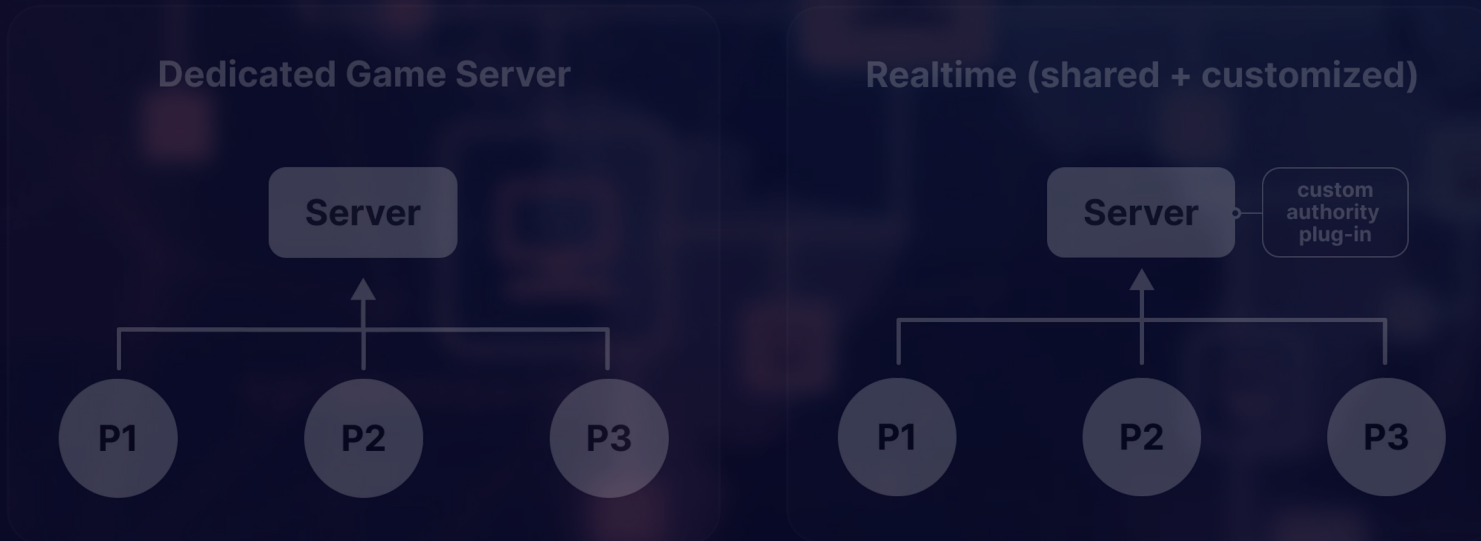 Dedicated Game Server
Server
P1
P2
P3
Realtime (shared + customized)
Server
custom
authority
plug-in
P1
P2
P3